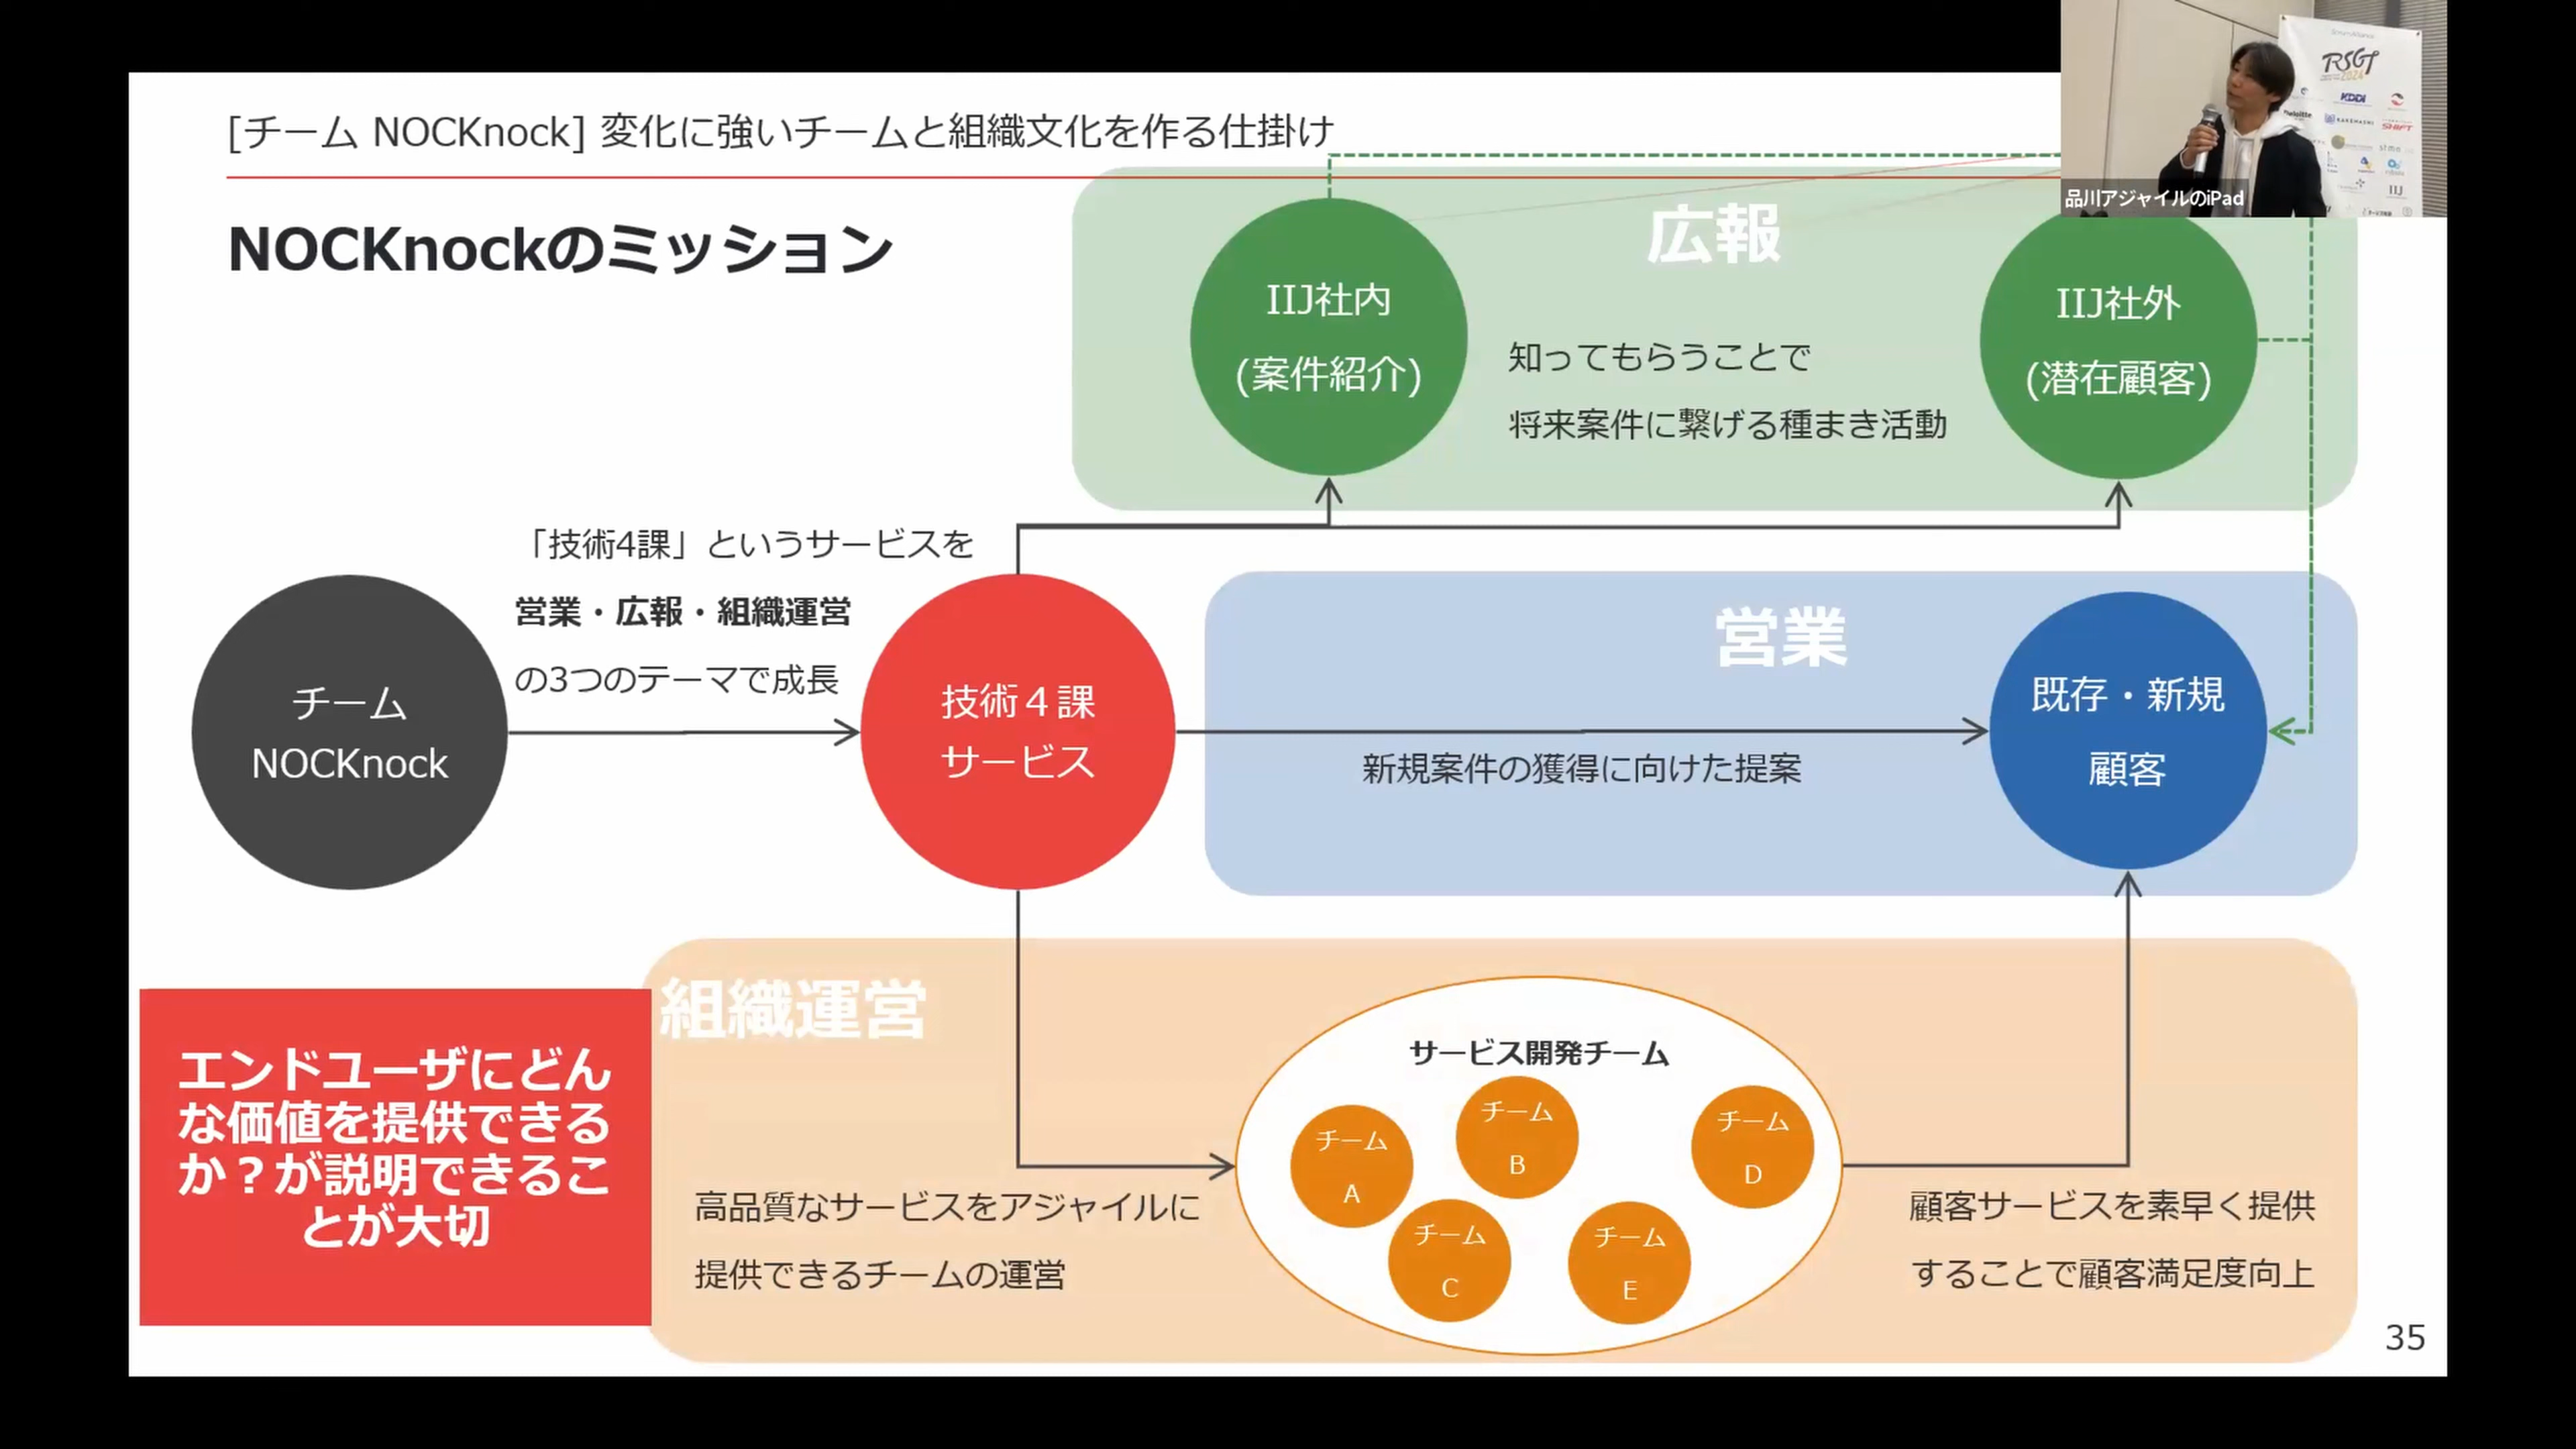 [チーム NOCKnock] 変化に強いチームと組織文化を作る仕掛け
NOCKnockのミッション
広報
IIJ社内
(案件紹介)
知ってもらうことで
将来案件に繋げる種まき活動
IIJ社外
(潜在顧客)
「技術4課」というサービスを
営業・広報・組織運営
の3つのテーマで成長
チーム
NOCKnock
技術４課
サービス
営業
新規案件の獲得に向けた提案
既存・新規
顧客
組織運営
エンドユーザにどん
な価値を提供できる
か？が説明できるこ
とが大切
高品質なサービスをアジャイルに
提供できるチームの運営
サービス開発チーム
チーム
A
チーム
B
チーム
C
チーム
D
チーム
E
顧客サービスを素早く提供
することで顧客満足度向上
35
品川アジャイルのiPad
RSGT
2024
KDDI
Deloitte
KAKEHASHI
SHIFT
IIJ